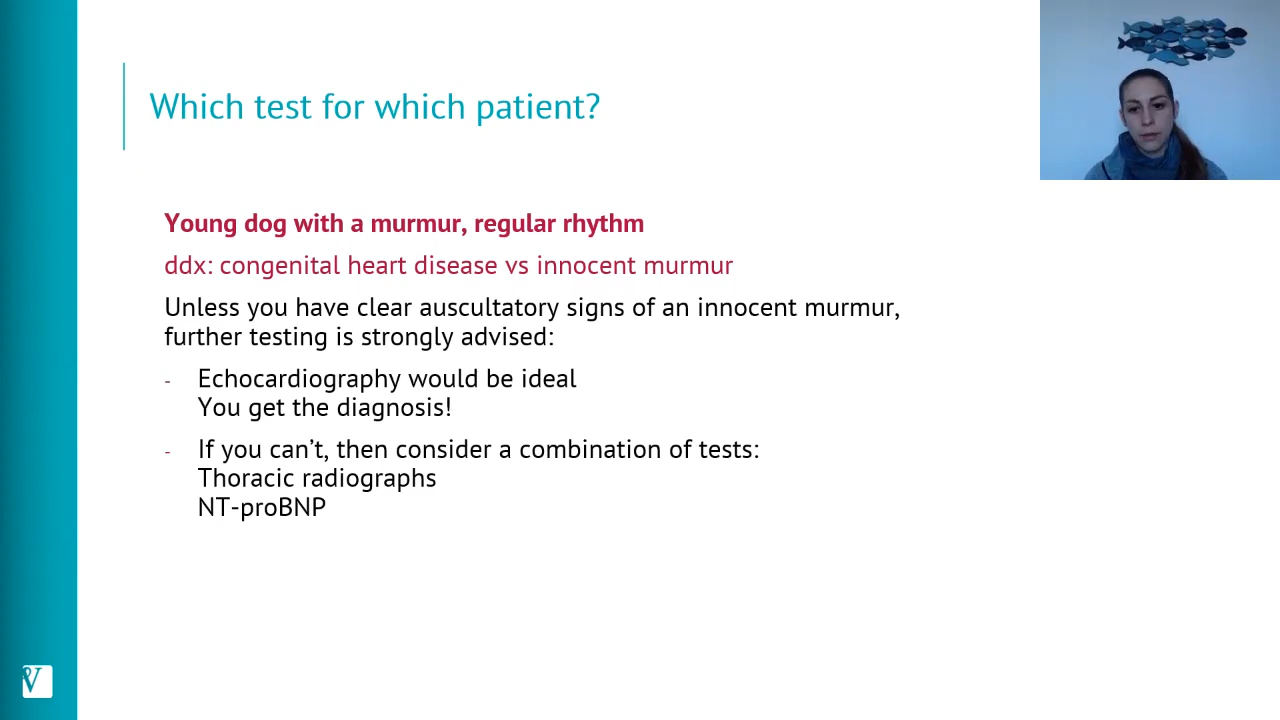 Which test for which patient?
Young dog with a murmur, regular rhythm
ddx: congenital heart disease vs innocent murmur
Unless you have clear auscultatory signs of an innocent murmur,
further testing is strongly advised:
- Echocardiography would be ideal
You get the diagnosis!
- If you can’t, then consider a combination of tests:
Thoracic radiographs
NT-proBNP